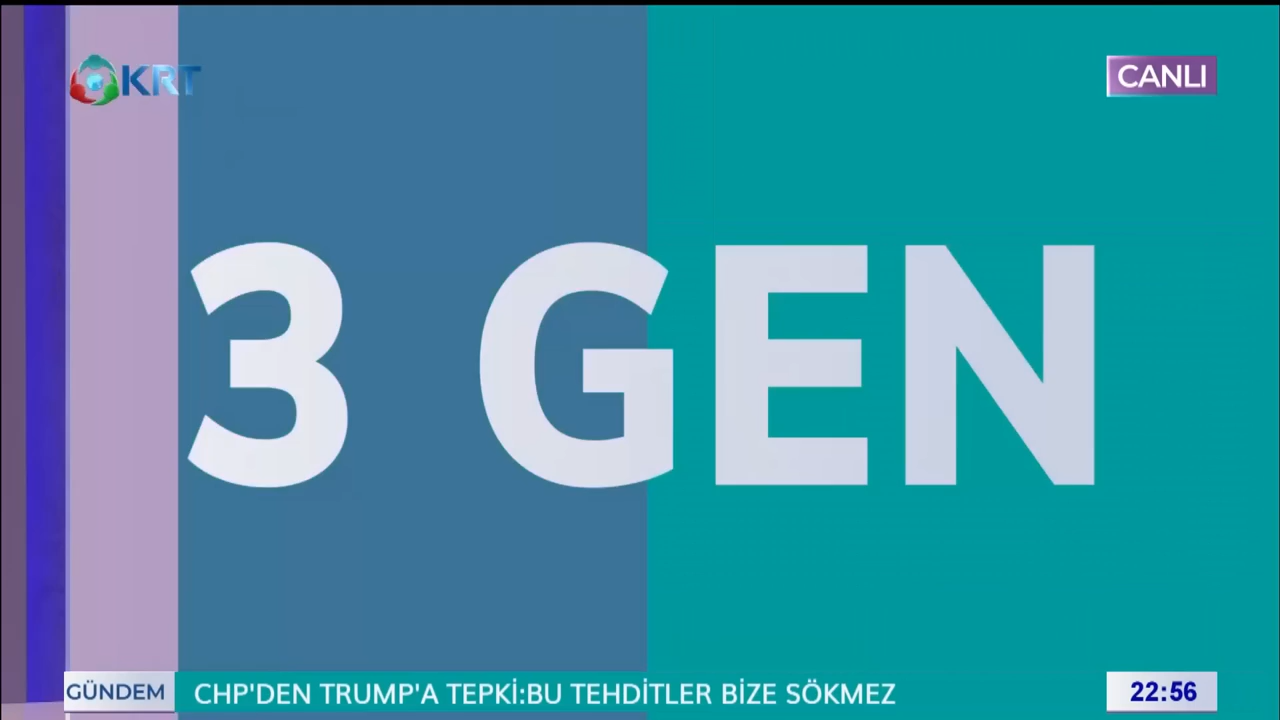 KRT
CANLI
3 GEN
GÜNDEM
CHP'DEN TRUMP'A TEPKİ:BU TEHDİTLER BİZE SÖKMEZ
22:56